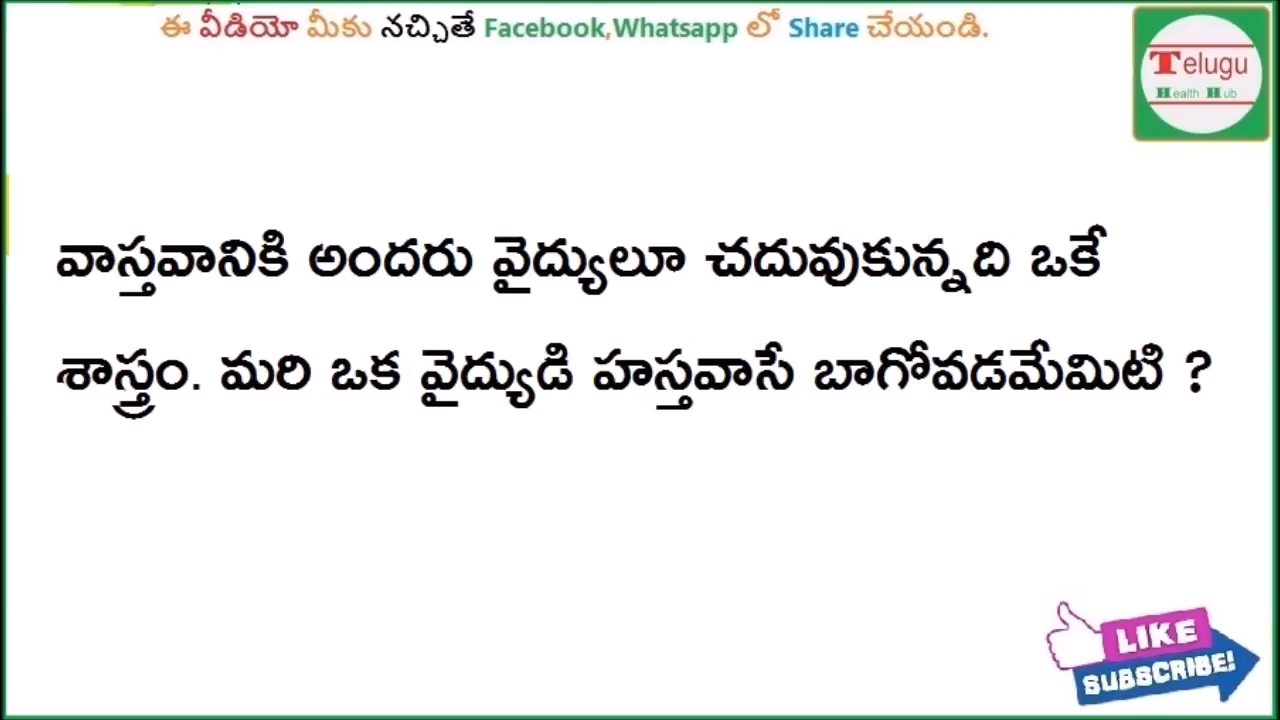 ఈ వీడియో మీకు నచ్చితే Facebook,Whatsapp లో Share చేయండి.
Telugu
Health Hub
వాస్తవానికి అందరు వైద్యులూ చదువుకున్నది ఒకే
శాస్త్రం. మరి ఒక వైద్యుడి హస్తవాసే బాగోవడమేమిటి ?
LIKE
SUBSCRIBE!